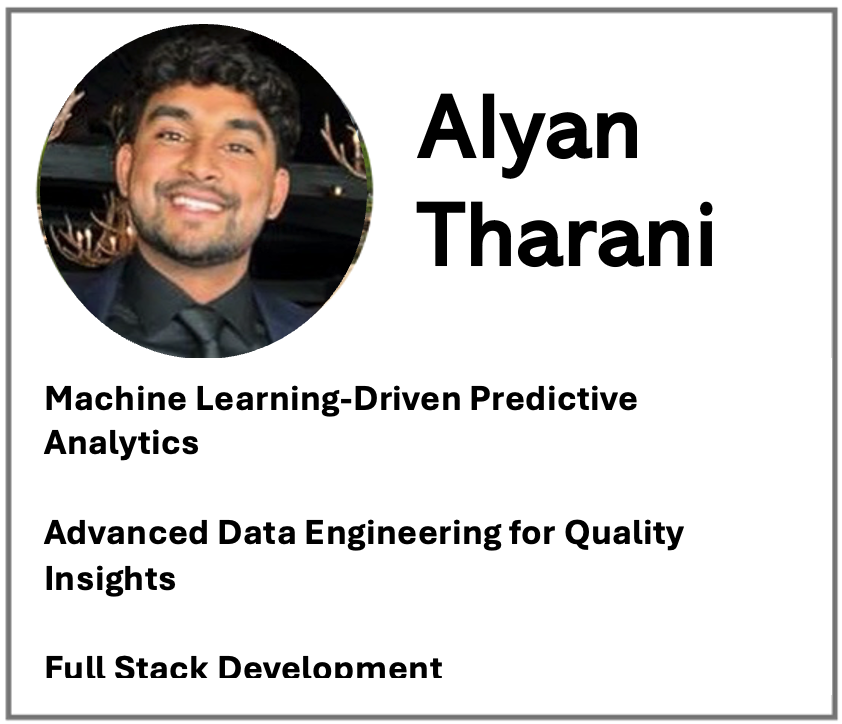 Alyan
Tharani
Machine Learning-Driven Predictive
Analytics
Advanced Data Engineering for Quality
Insights
Full Stack Development